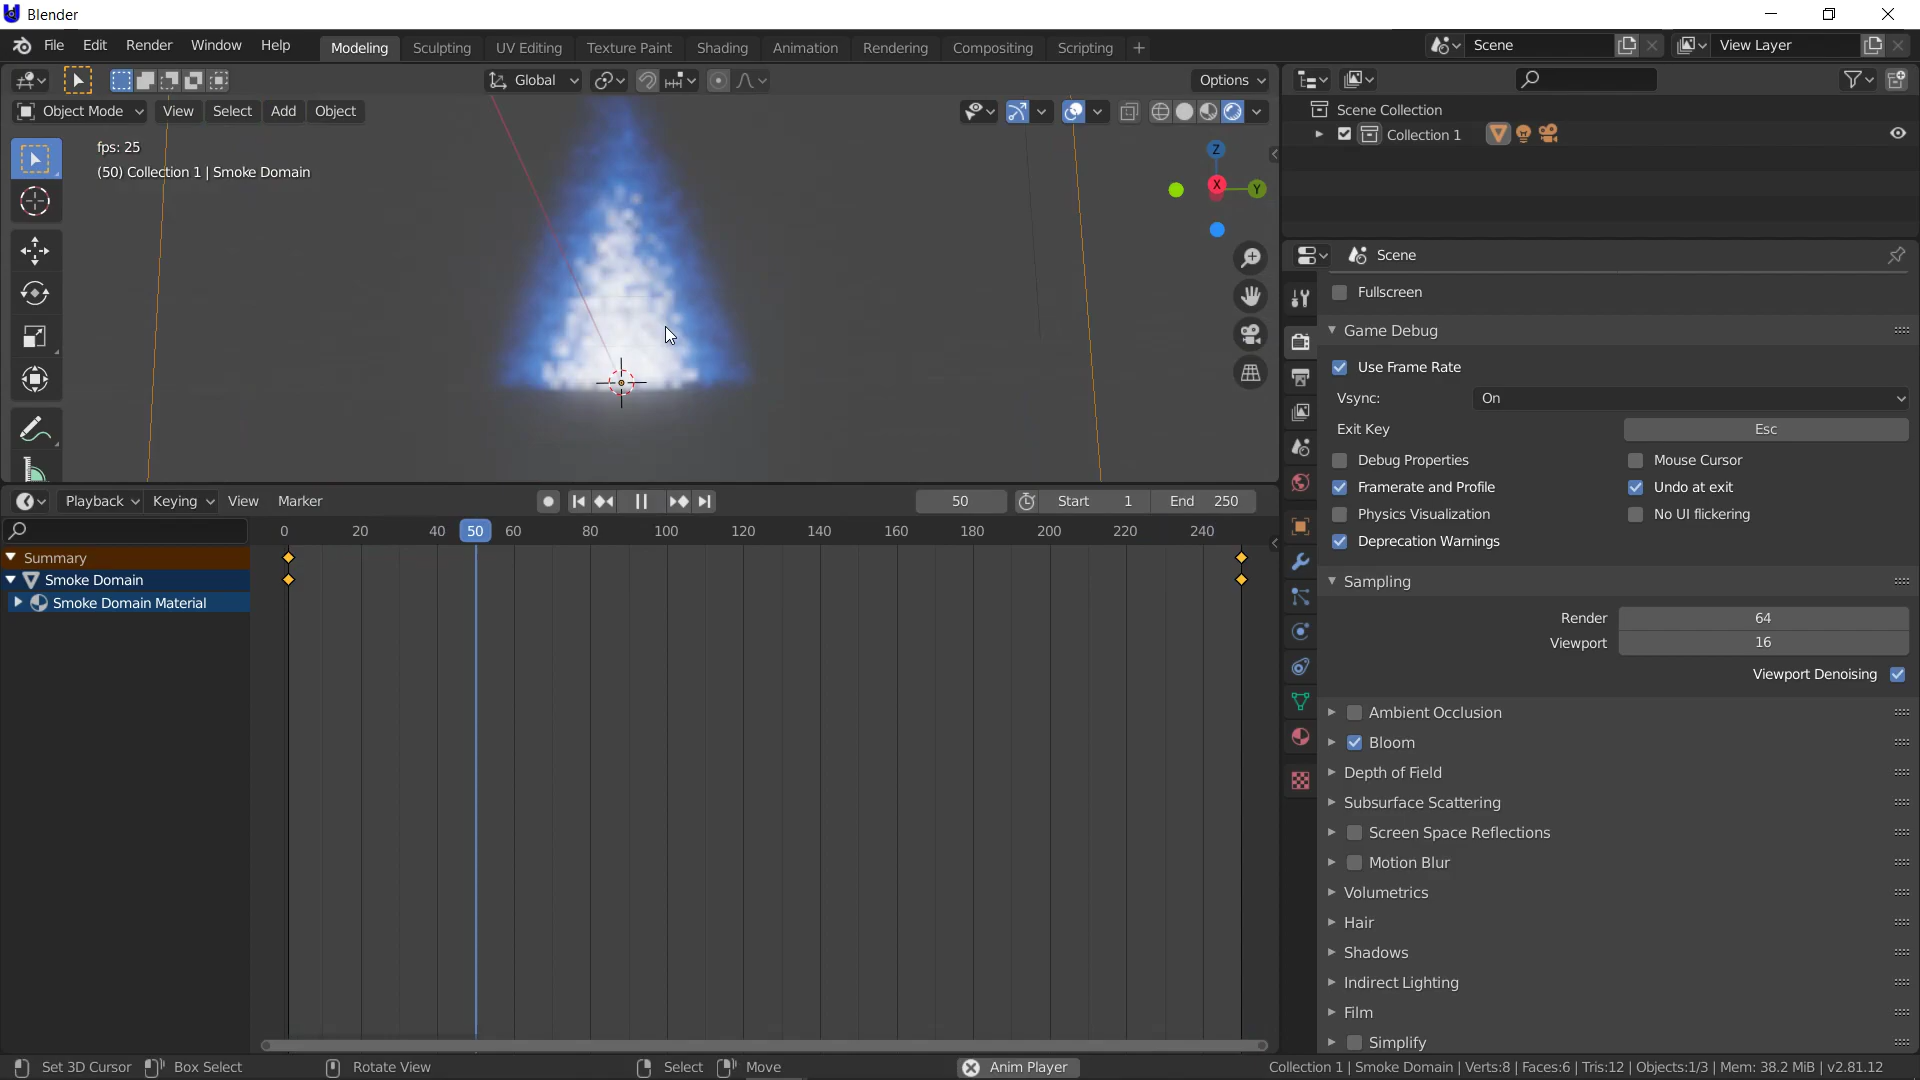 Blender
File Edit Render Window Help
Modeling Sculpting UV Editing Texture Paint Shading Animation Rendering Compositing Scripting +
Scene
View Layer
Global
Options
Object Mode View Select Add Object
fps: 25
(50) Collection 1 | Smoke Domain
Z
X
Y
Scene Collection
Collection 1
Scene
Fullscreen
Game Debug
Use Frame Rate
Vsync: On
Exit Key Esc
Debug Properties Mouse Cursor
Framerate and Profile Undo at exit
Physics Visualization No UI flickering
Deprecation Warnings
Sampling
Render 64
Viewport 16
Viewport Denoising
Ambient Occlusion
Bloom
Depth of Field
Subsurface Scattering
Screen Space Reflections
Motion Blur
Volumetrics
Hair
Shadows
Indirect Lighting
Film
Simplify
Playback Keying View Marker
50 Start 1 End 250
0 20 40 50 60 80 100 120 140 160 180 200 220 240
Summary
Smoke Domain
Smoke Domain Material
Set 3D Cursor Box Select Rotate View Select Move Anim Player
Collection 1 | Smoke Domain | Verts:8 | Faces:6 | Tris:12 | Objects:1/3 | Mem: 38.2 MiB | v2.81.12